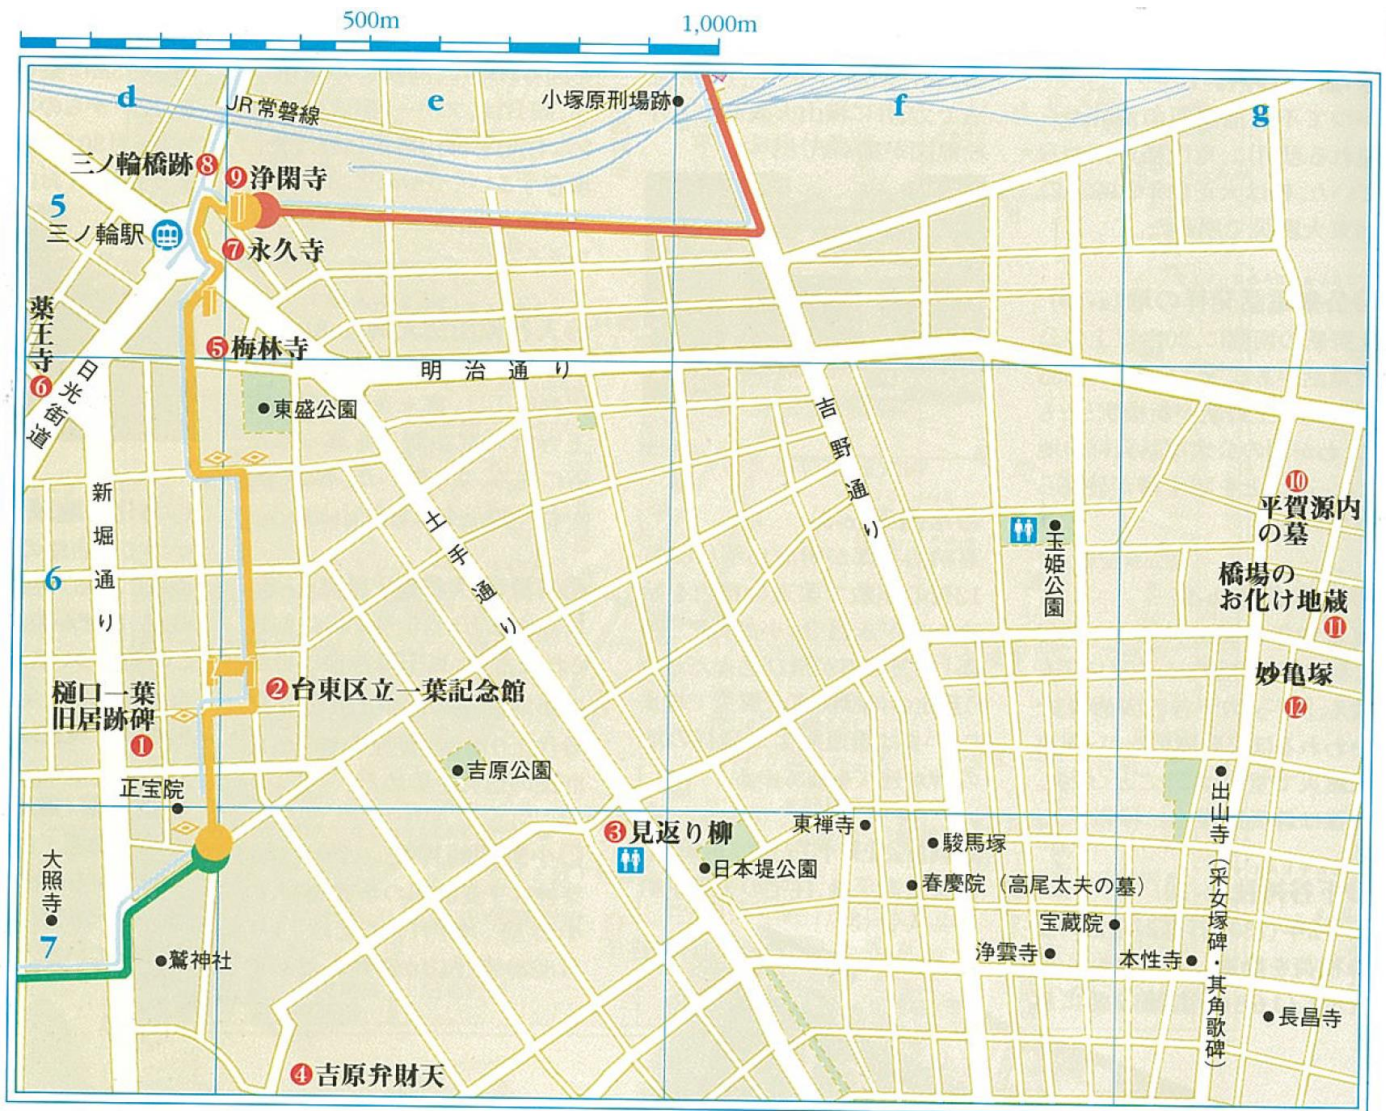 500m
1,000m
d
e
f
g
JR常磐線
小塚原刑場跡
三ノ輪橋跡 8
9 浄閑寺
5
三ノ輪駅
7 永久寺
薬王寺
6
5 梅林寺
日光街道
明治通り
東盛公園
吉野通り
新堀通り
土手通り
10
平賀源内
の墓
玉姫公園
6
橋場の
お化け地蔵
11
樋口一葉
旧居跡碑
1
2 台東区立一葉記念館
妙亀塚
12
吉原公園
正宝院
出山寺(采女塚碑・其角歌碑)
3 見返り柳
東禅寺
駿馬塚
大照寺
日本堤公園
春慶院(高尾太夫の墓)
宝蔵院
7
鷲神社
浄雲寺
本性寺
長昌寺
4 吉原弁財天